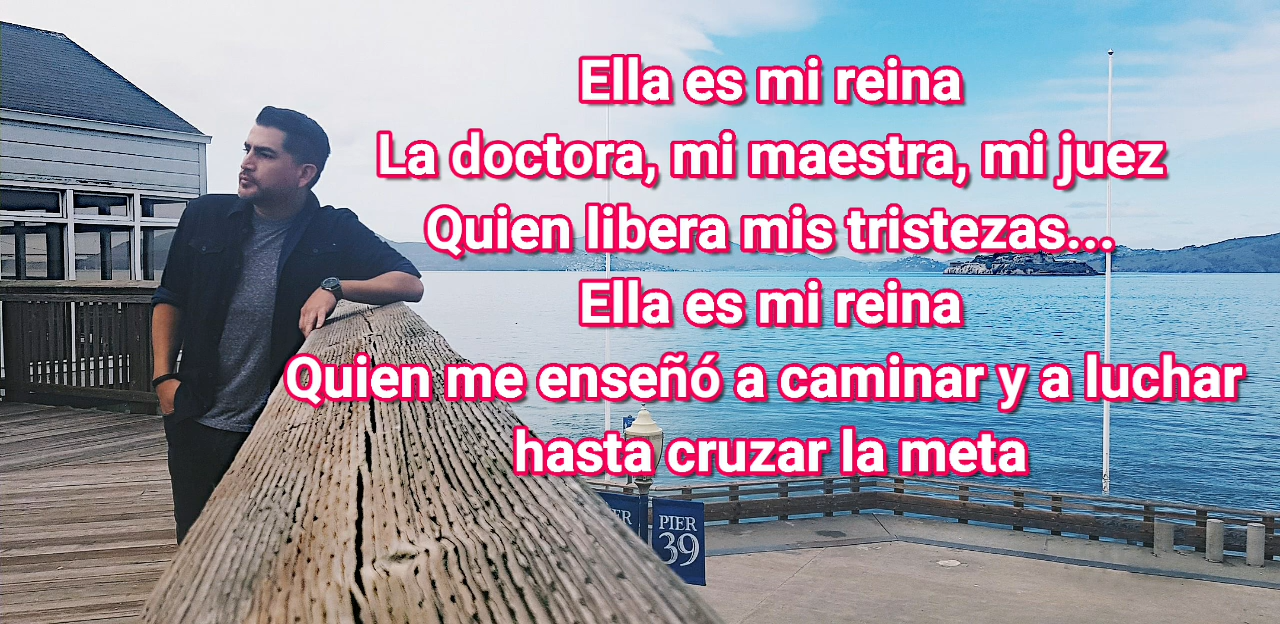 Ella es mi reina
La doctora, mi maestra, mi juez
Quien libera mis tristezas...
Ella es mi reina
Quien me enseñó a caminar y a luchar
hasta cruzar la meta
ER
PIER
39